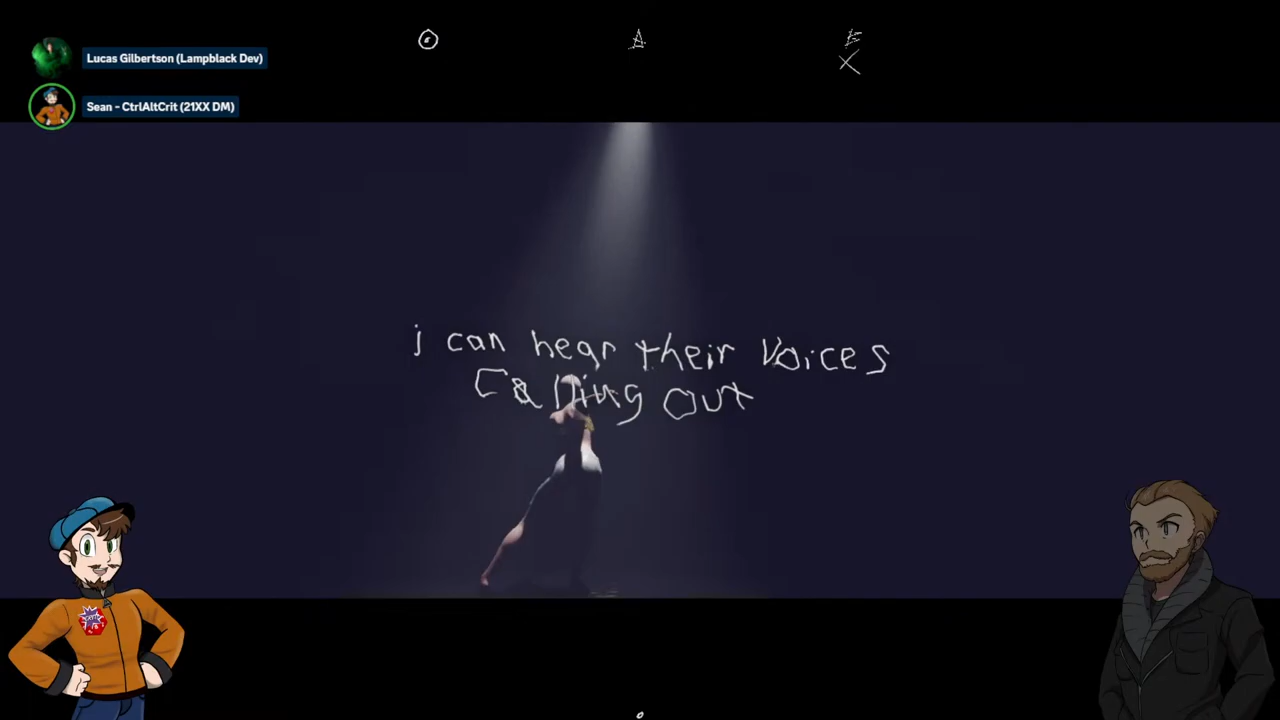 Lucas Gilbertson (Lampblack Dev)
Sean - CtrlAltCrit (21XX DM)
i can hear their voices
calling out